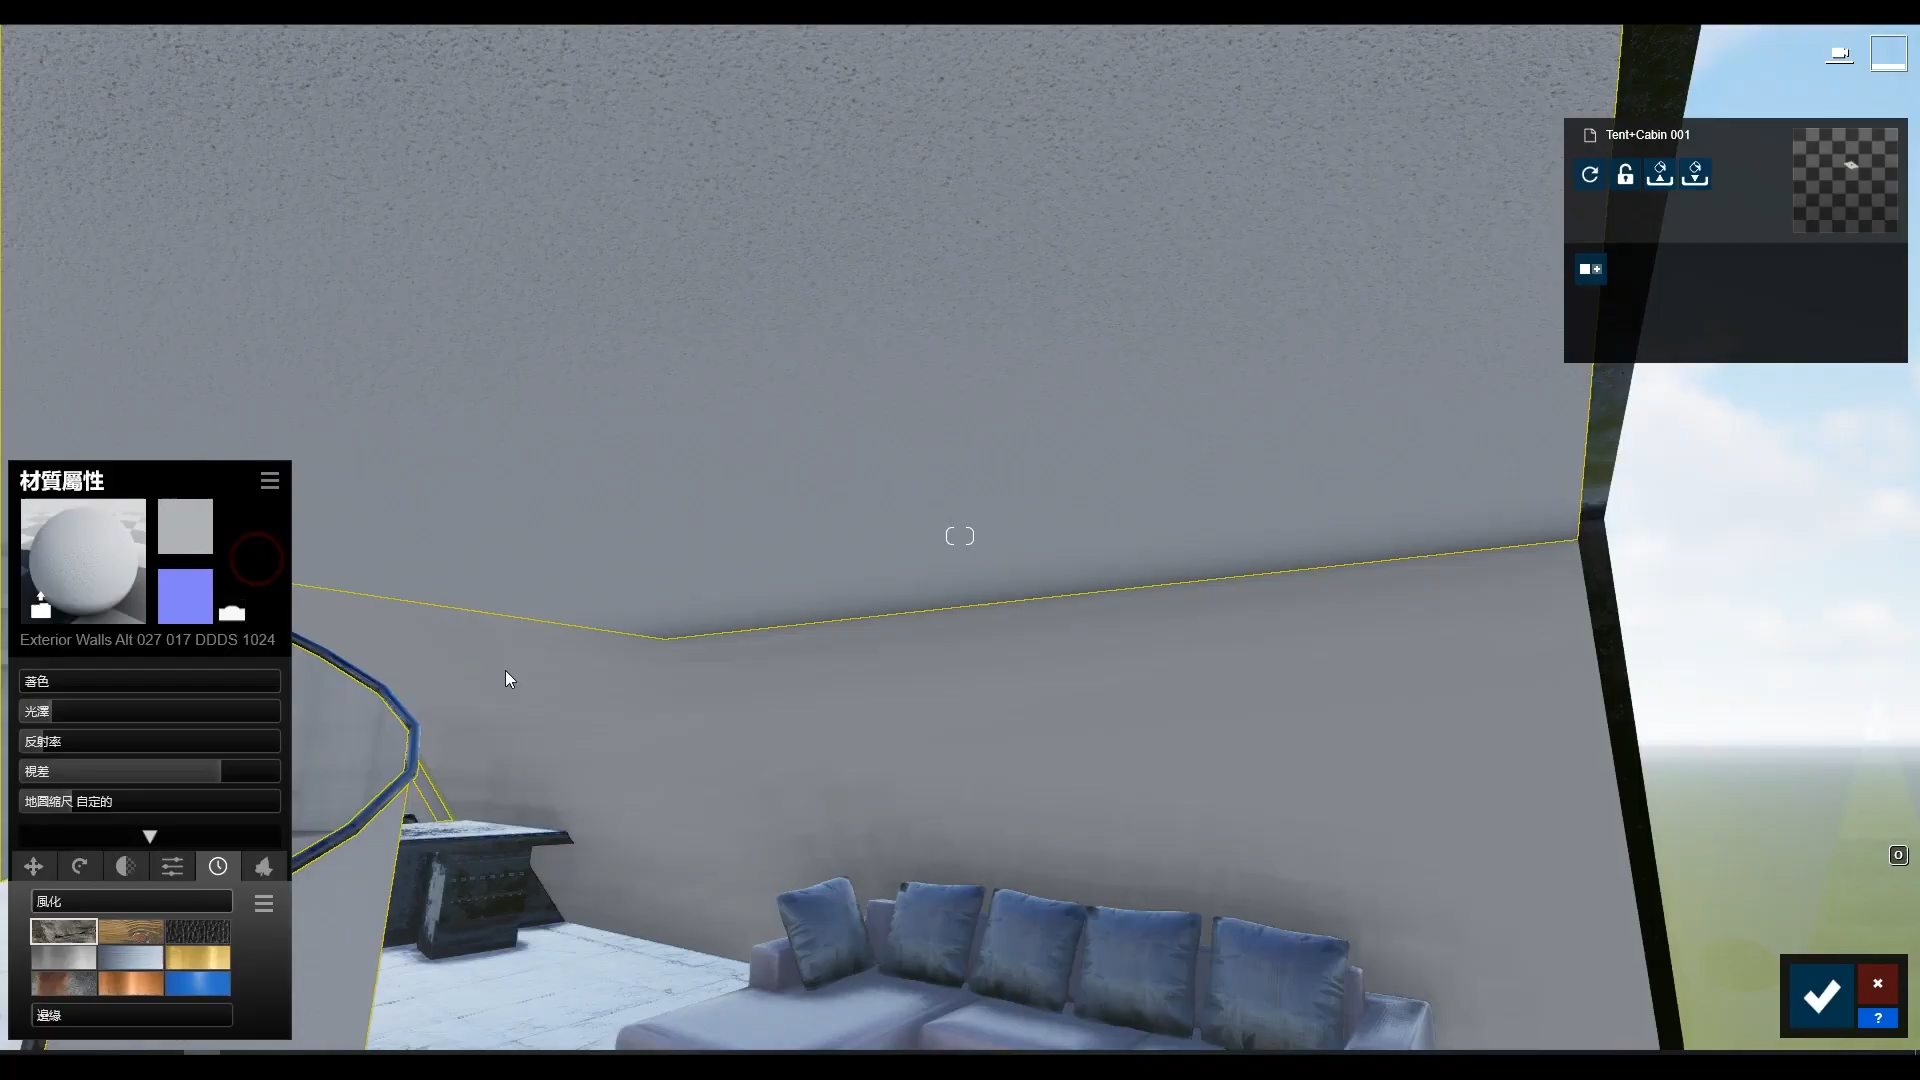 Tent+Cabin 001
材質屬性
Exterior Walls Alt 027 017 DDDS 1024
著色
光澤
反射率
視差
地圖縮尺 自定的
風化
邊緣
O
?